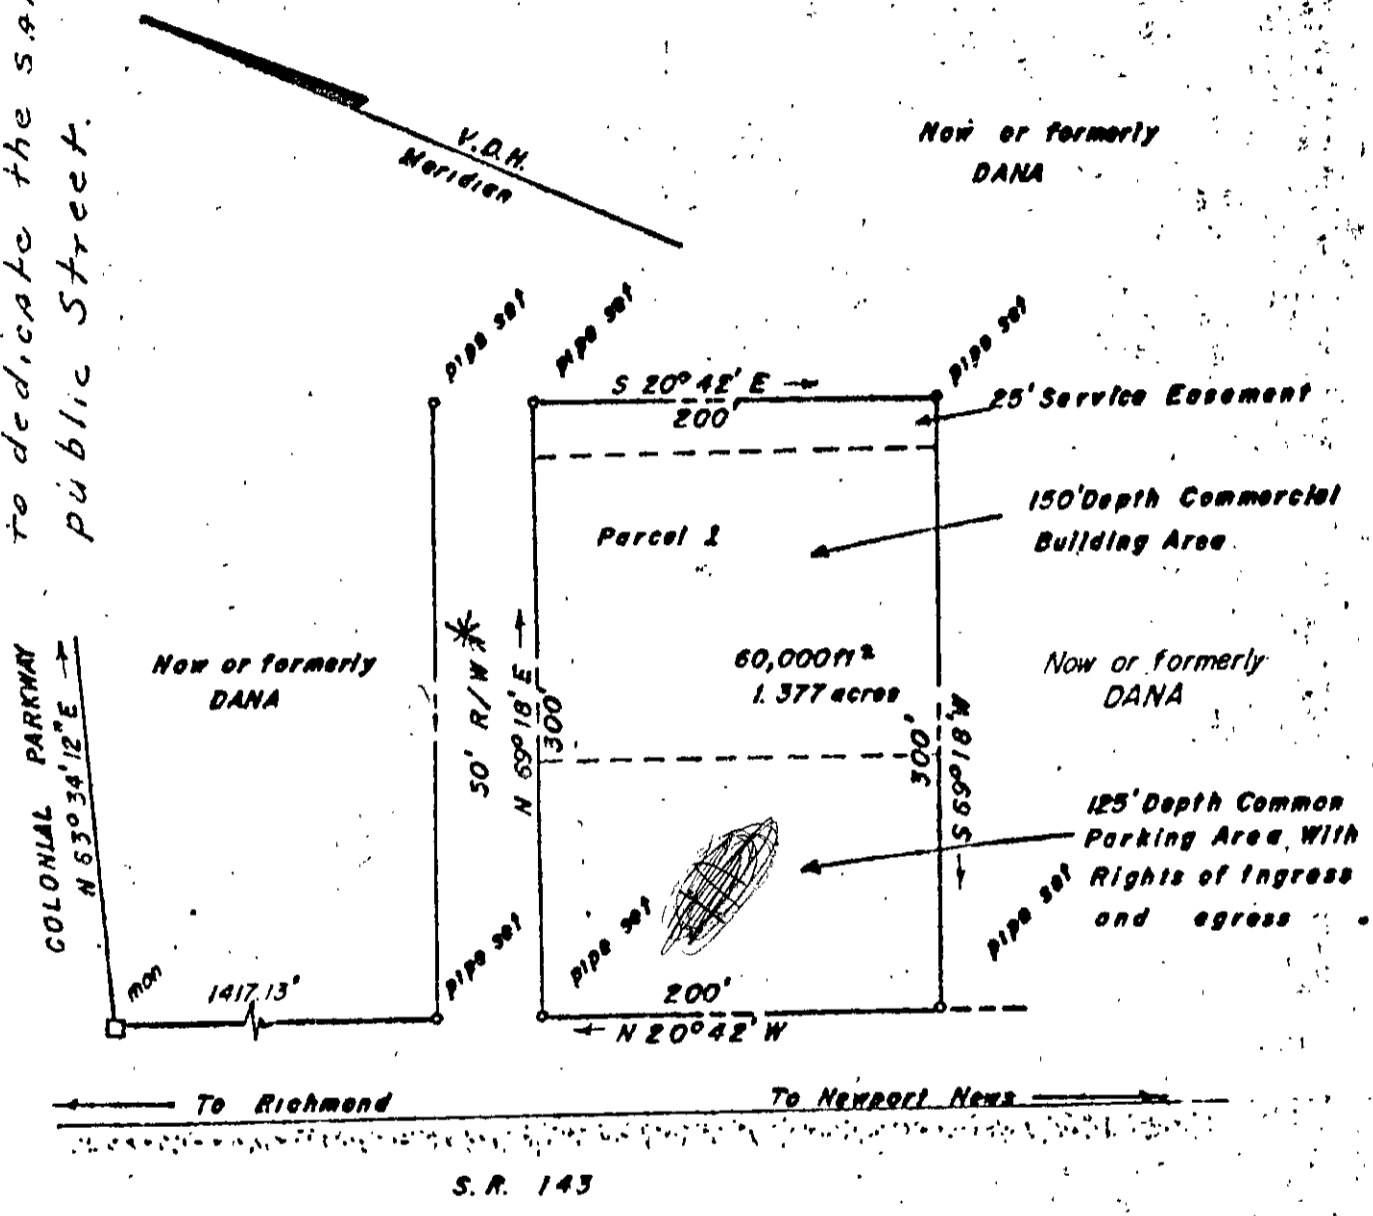 to dedicate the
public Street.
V.D.H.
Meridian
Now or formerly
DANA
pipe set
pipe set
pipe set
S 20° 42' E
200'
25' Service Easement
150' Depth Commercial
Building Area
Parcel 1
COLONIAL PARKWAY
N 63° 34' 12" E
Now or formerly
DANA
50' R/W *
N 69° 18' E
300'
60,000 ft²
1.377 acres
Now or formerly
DANA
300'
S 69° 18' W
125' Depth Common
Parking Area, With
Rights of Ingress
and egress
mon
1417.13'
pipe set
pipe set
pipe set
200'
N 20° 42' W
To Richmond
To Newport News
S.R. 143